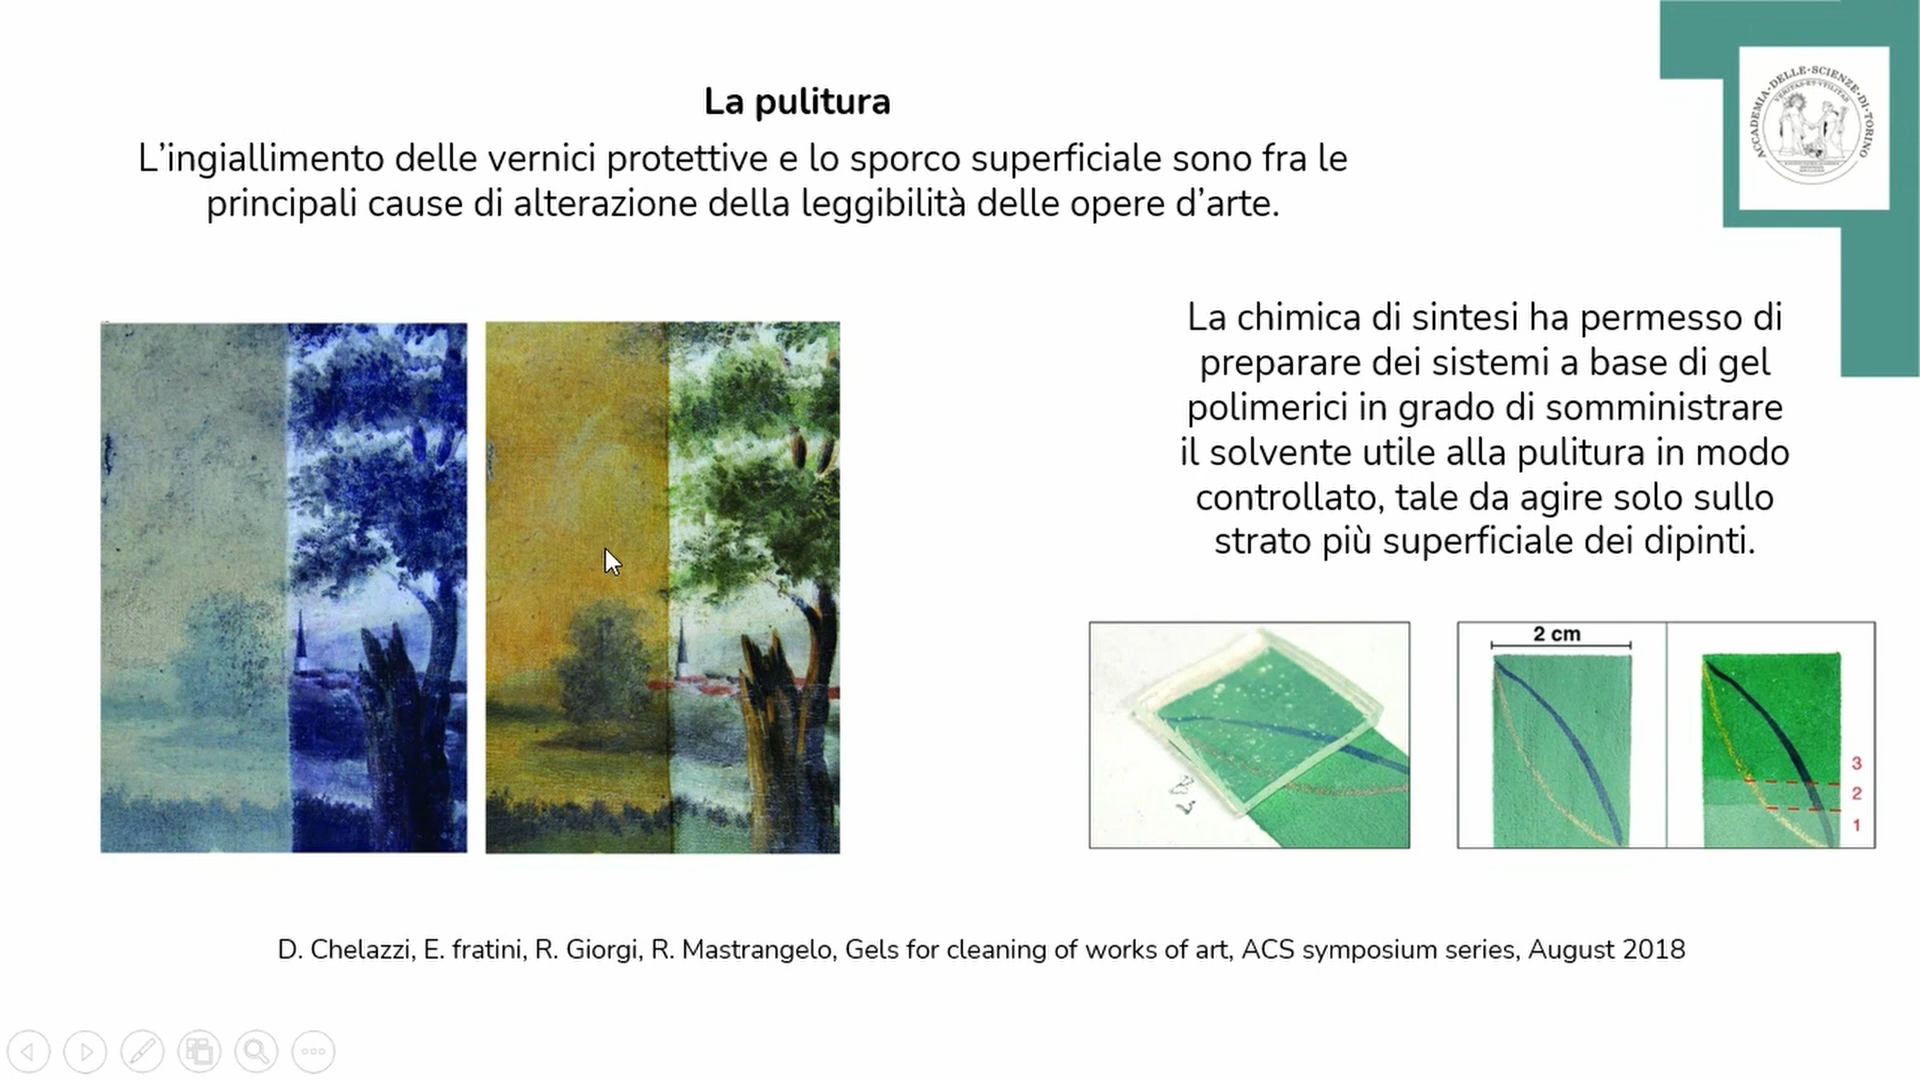 La pulitura
L’ingiallimento delle vernici protettive e lo sporco superficiale sono fra le
principali cause di alterazione della leggibilità delle opere d’arte.
ACCADEMIA·DELLE·SCIENZE·DI·TORINO
VERITAS·ET·VTILITAS
La chimica di sintesi ha permesso di
preparare dei sistemi a base di gel
polimerici in grado di somministrare
il solvente utile alla pulitura in modo
controllato, tale da agire solo sullo
strato più superficiale dei dipinti.
2 cm
3
2
1
D. Chelazzi, E. fratini, R. Giorgi, R. Mastrangelo, Gels for cleaning of works of art, ACS symposium series, August 2018